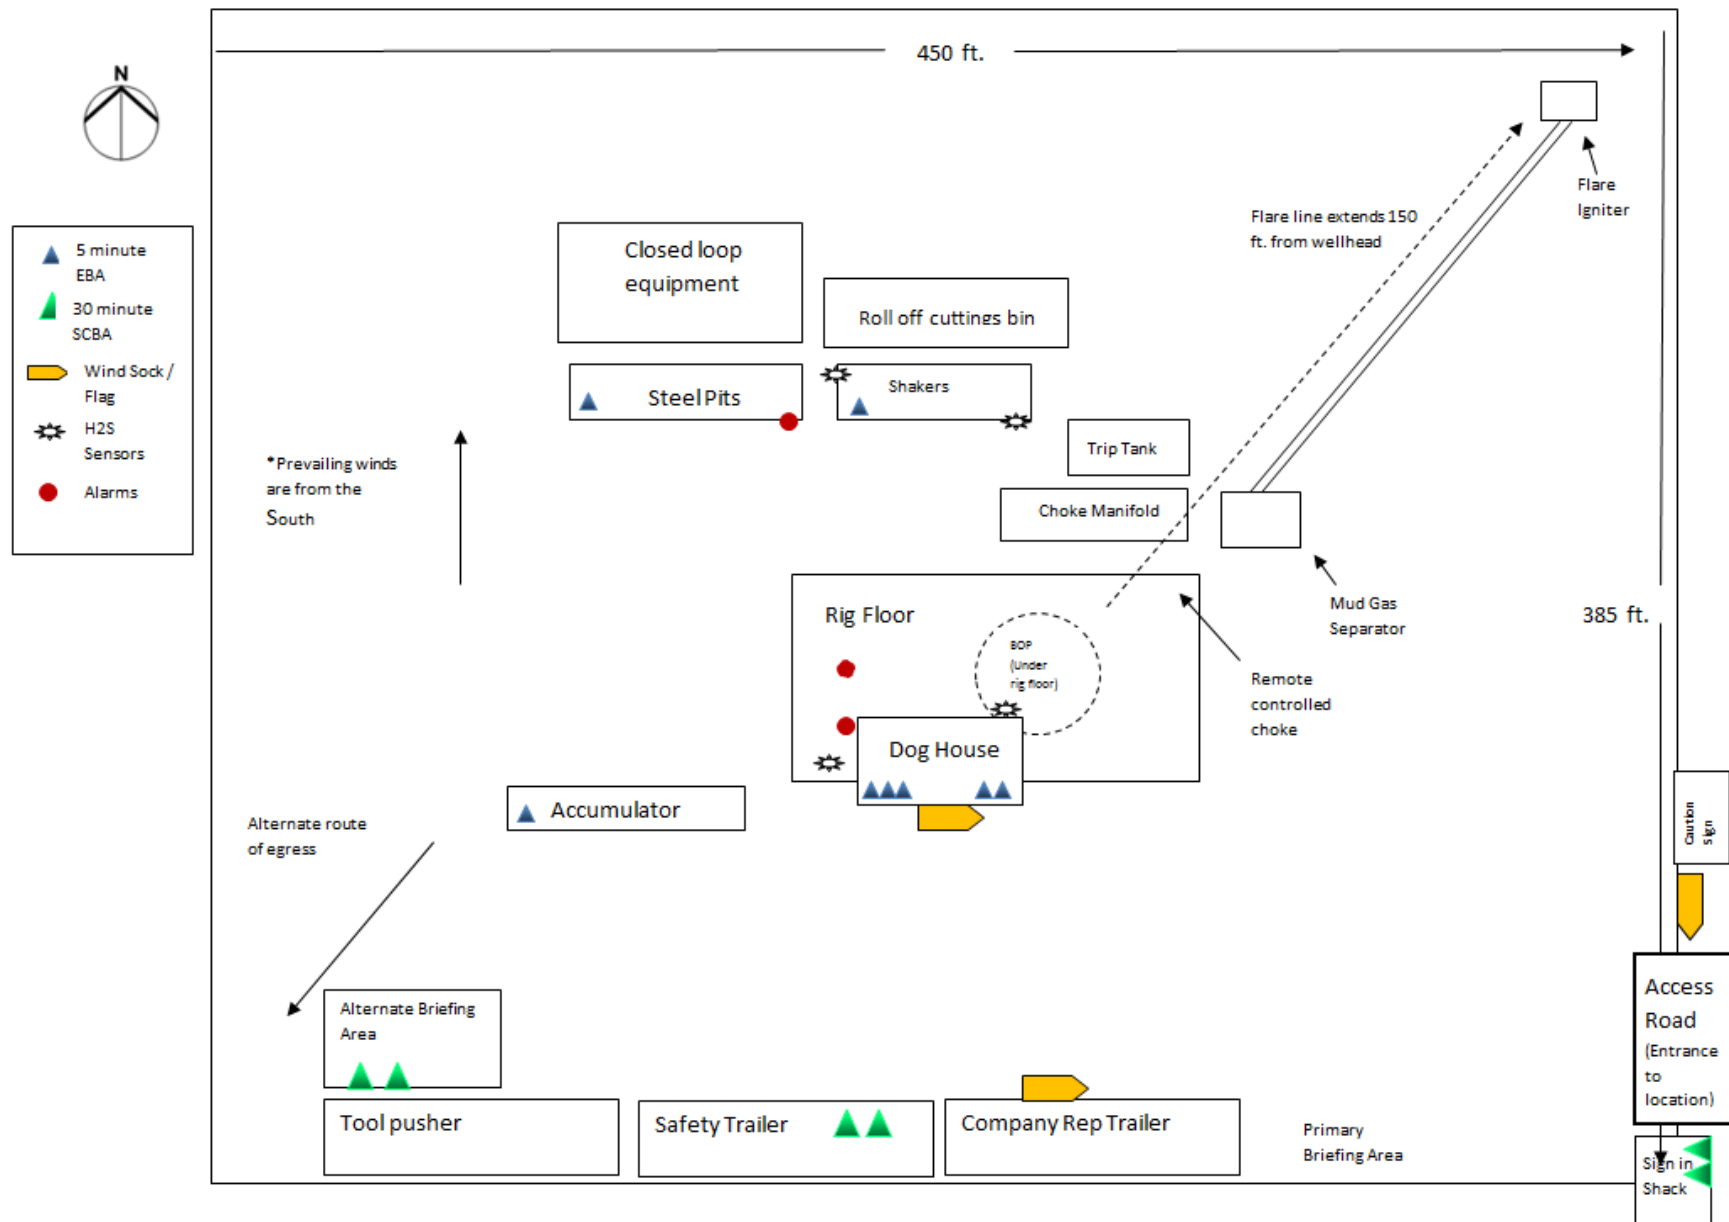 450 ft.
N
Flare
Igniter
Flare line extends 150
ft. from wellhead
5 minute
EBA
30 minute
SCBA
Wind Sock /
Flag
H2S
Sensors
Alarms
Closed loop
equipment
Roll off cuttings bin
Steel Pits
Shakers
Trip Tank
Choke Manifold
*Prevailing winds
are from the
South
Mud Gas
Separator
385 ft.
Rig Floor
BOP
(Under
rig floor)
Remote
controlled
choke
Dog House
Accumulator
Alternate route
of egress
Caution
Sign
Access
Road
(Entrance
to
location)
Alternate Briefing
Area
Tool pusher
Safety Trailer
Company Rep Trailer
Primary
Briefing Area
Sign in
Shack